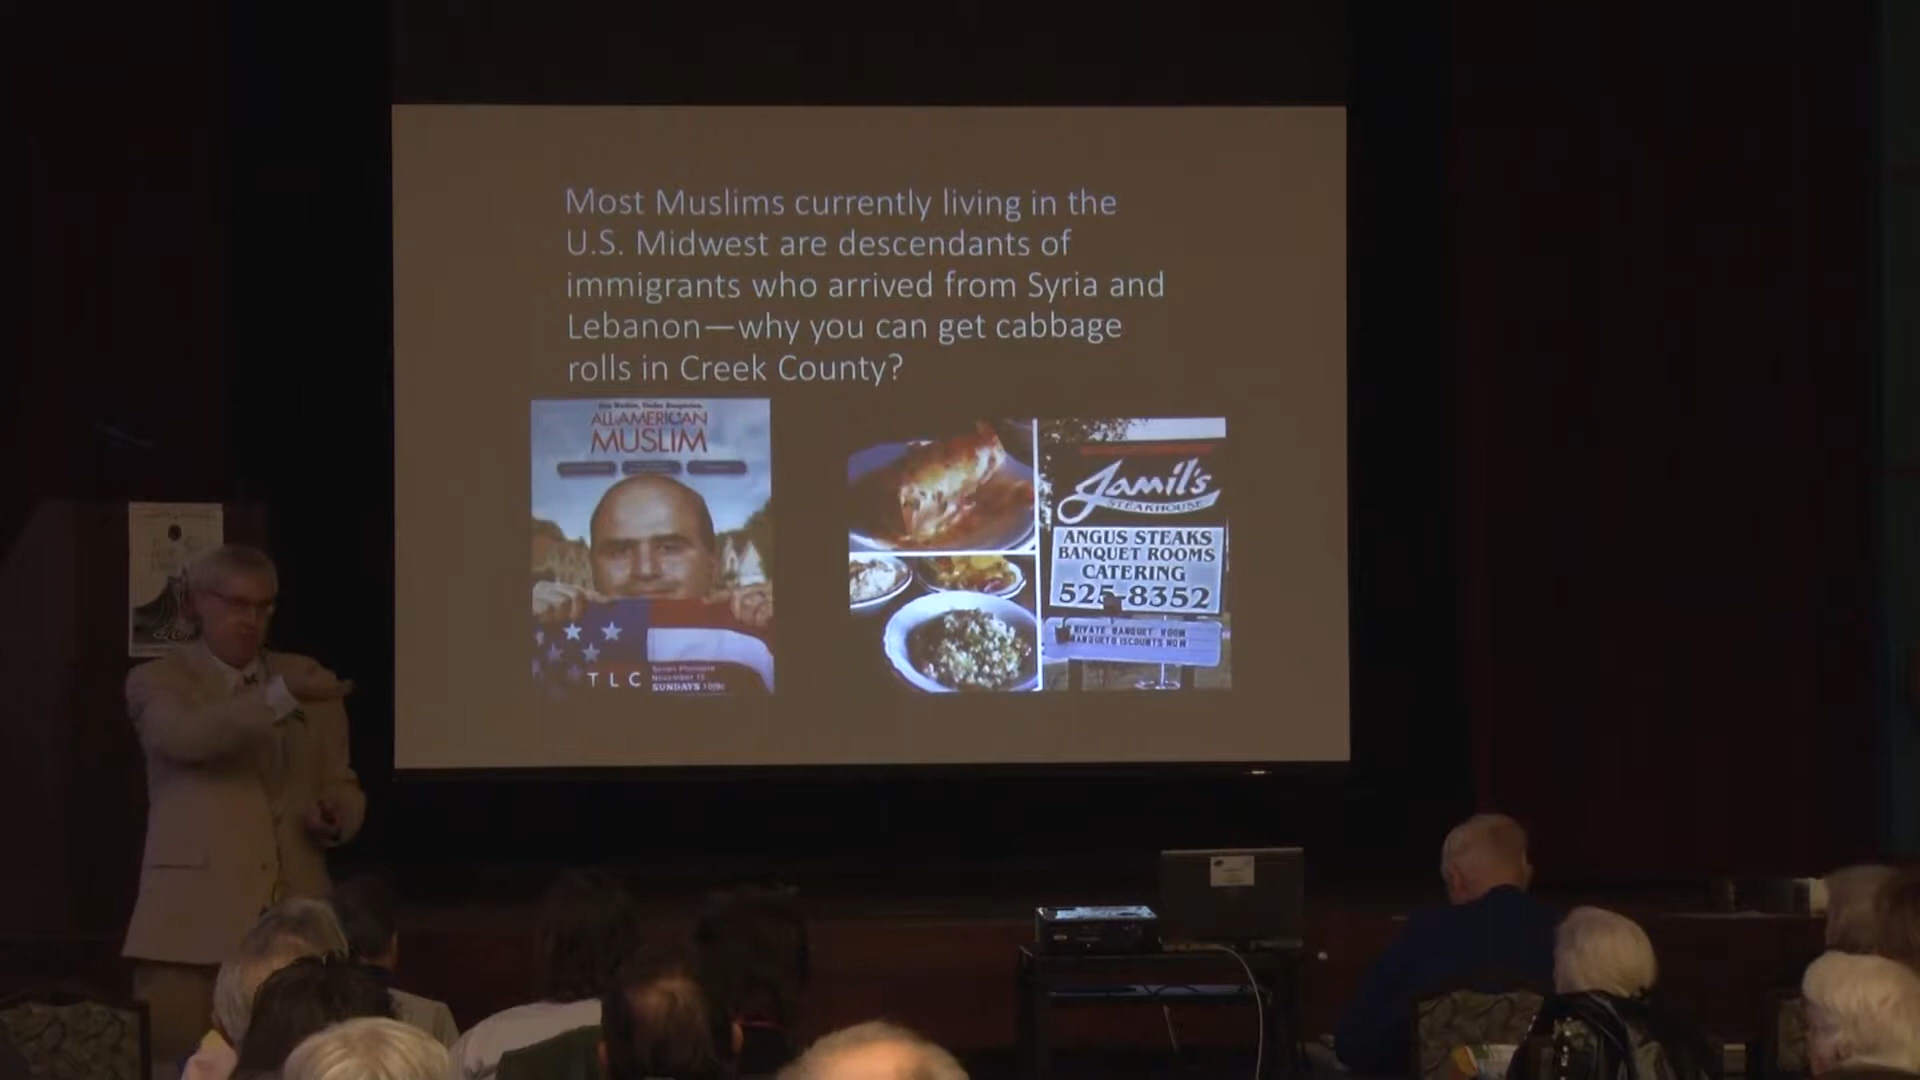 Most Muslims currently living in the
U.S. Midwest are descendants of
immigrants who arrived from Syria and
Lebanon—why you can get cabbage
rolls in Creek County?
ALL-AMERICAN
MUSLIM
TLC
SUNDAYS
Jamil's
STEAKHOUSE
ANGUS STEAKS
BANQUET ROOMS
CATERING
525-8352